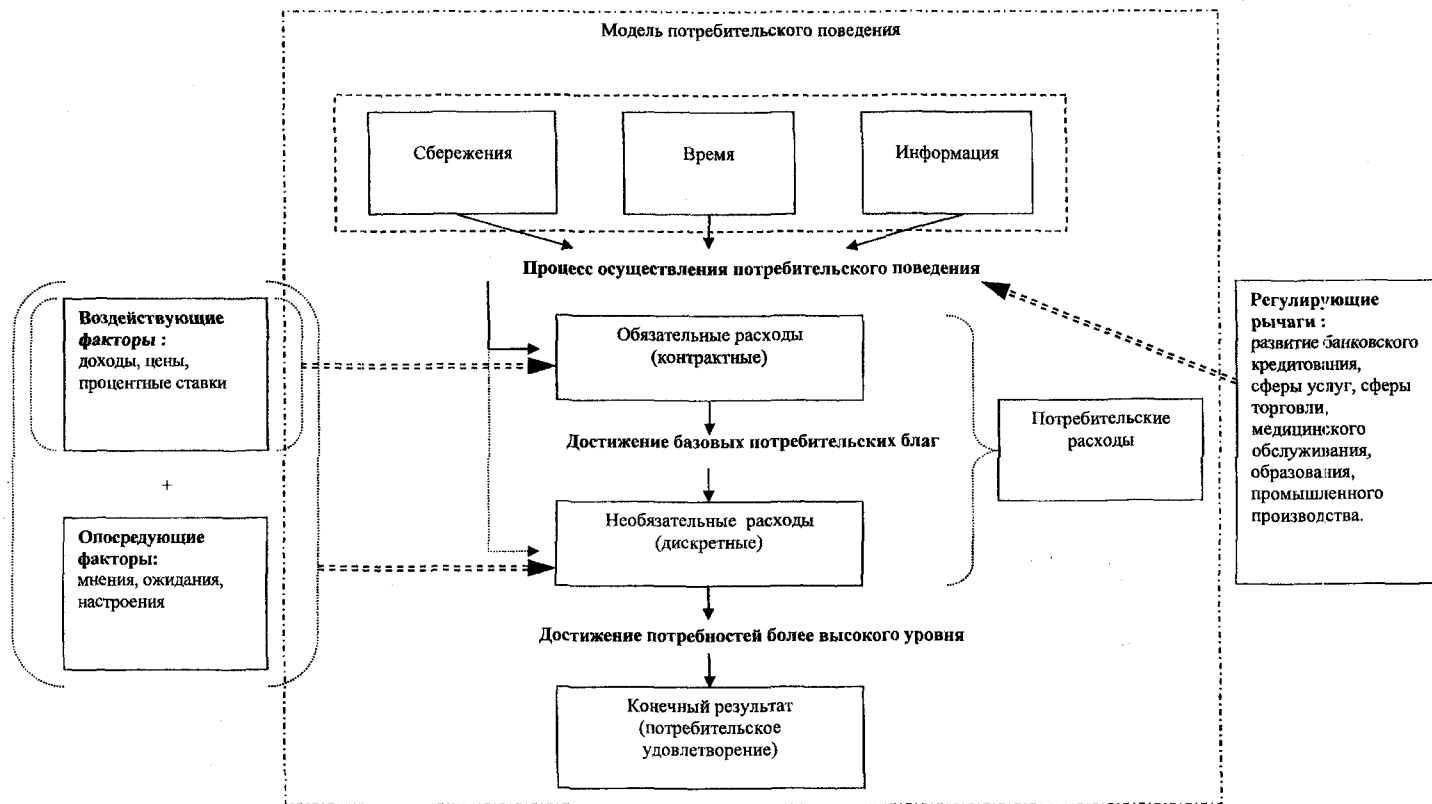 Модель потребительского поведения
Сбережения
Время
Информация
Процесс осуществления потребительского поведения
Воздействующие
факторы :
доходы, цены,
процентные ставки
+
Опосредующие
факторы:
мнения, ожидания,
настроения
Обязательные расходы
(контрактные)
Достижение базовых потребительских благ
Необязательные расходы
(дискретные)
Достижение потребностей более высокого уровня
Конечный результат
(потребительское
удовлетворение)
Потребительские
расходы
Регулирующие
рычаги :
развитие банковского
кредитования,
сферы услуг, сферы
торговли,
медицинского
обслуживания,
образования,
промышленного
производства.